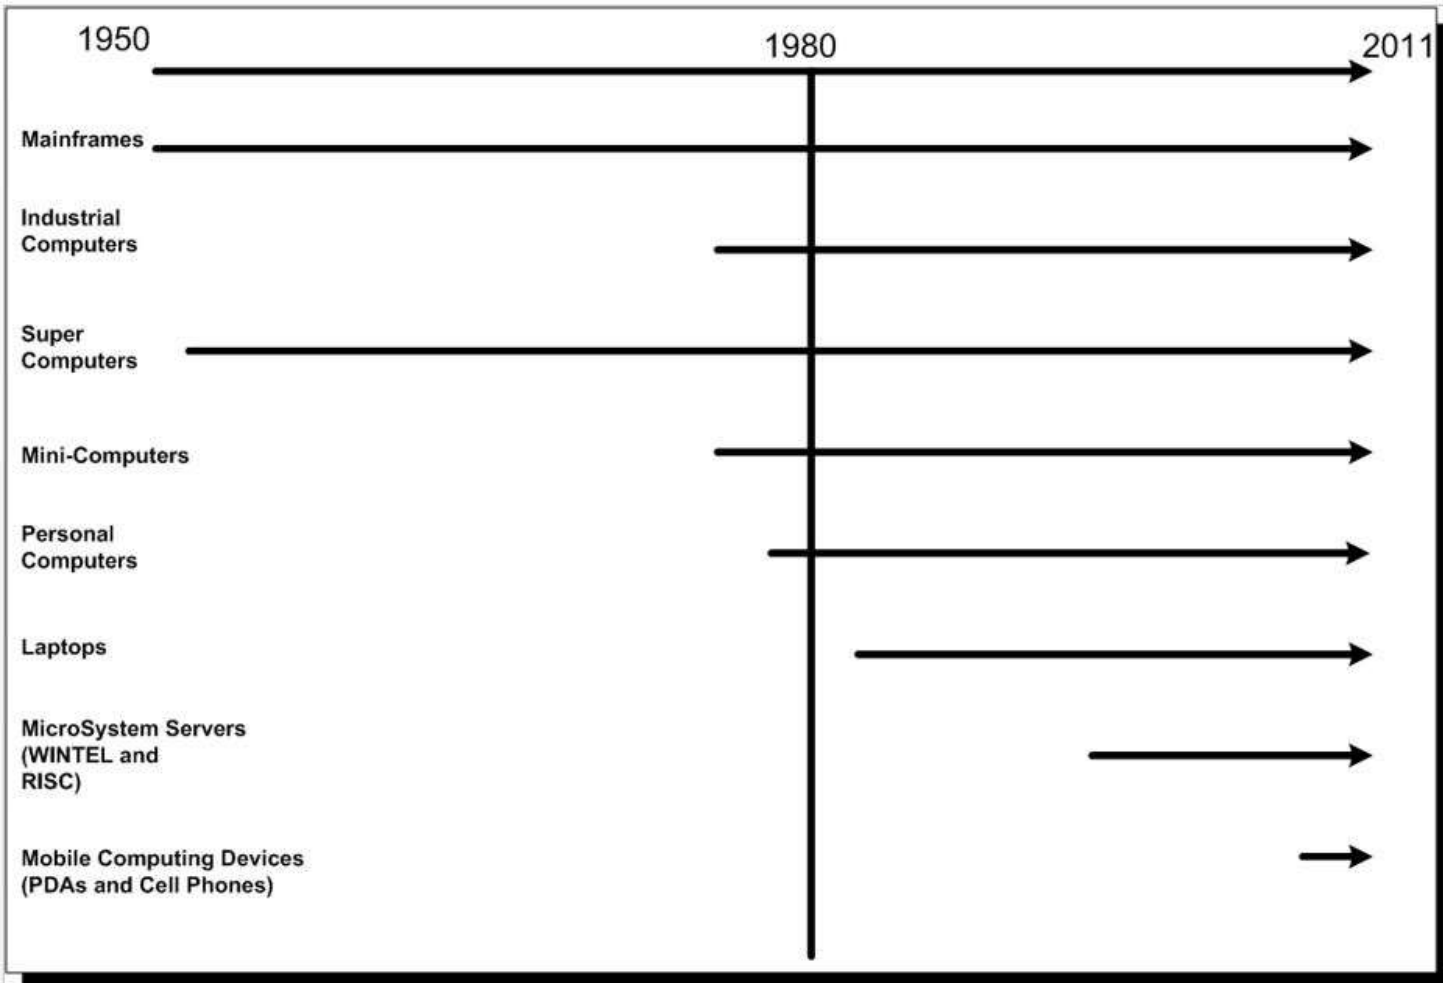 1950
1980
2011
Mainframes
Industrial
Computers
Super
Computers
Mini-Computers
Personal
Computers
Laptops
MicroSystem Servers
(WINTEL and
RISC)
Mobile Computing Devices
(PDAs and Cell Phones)